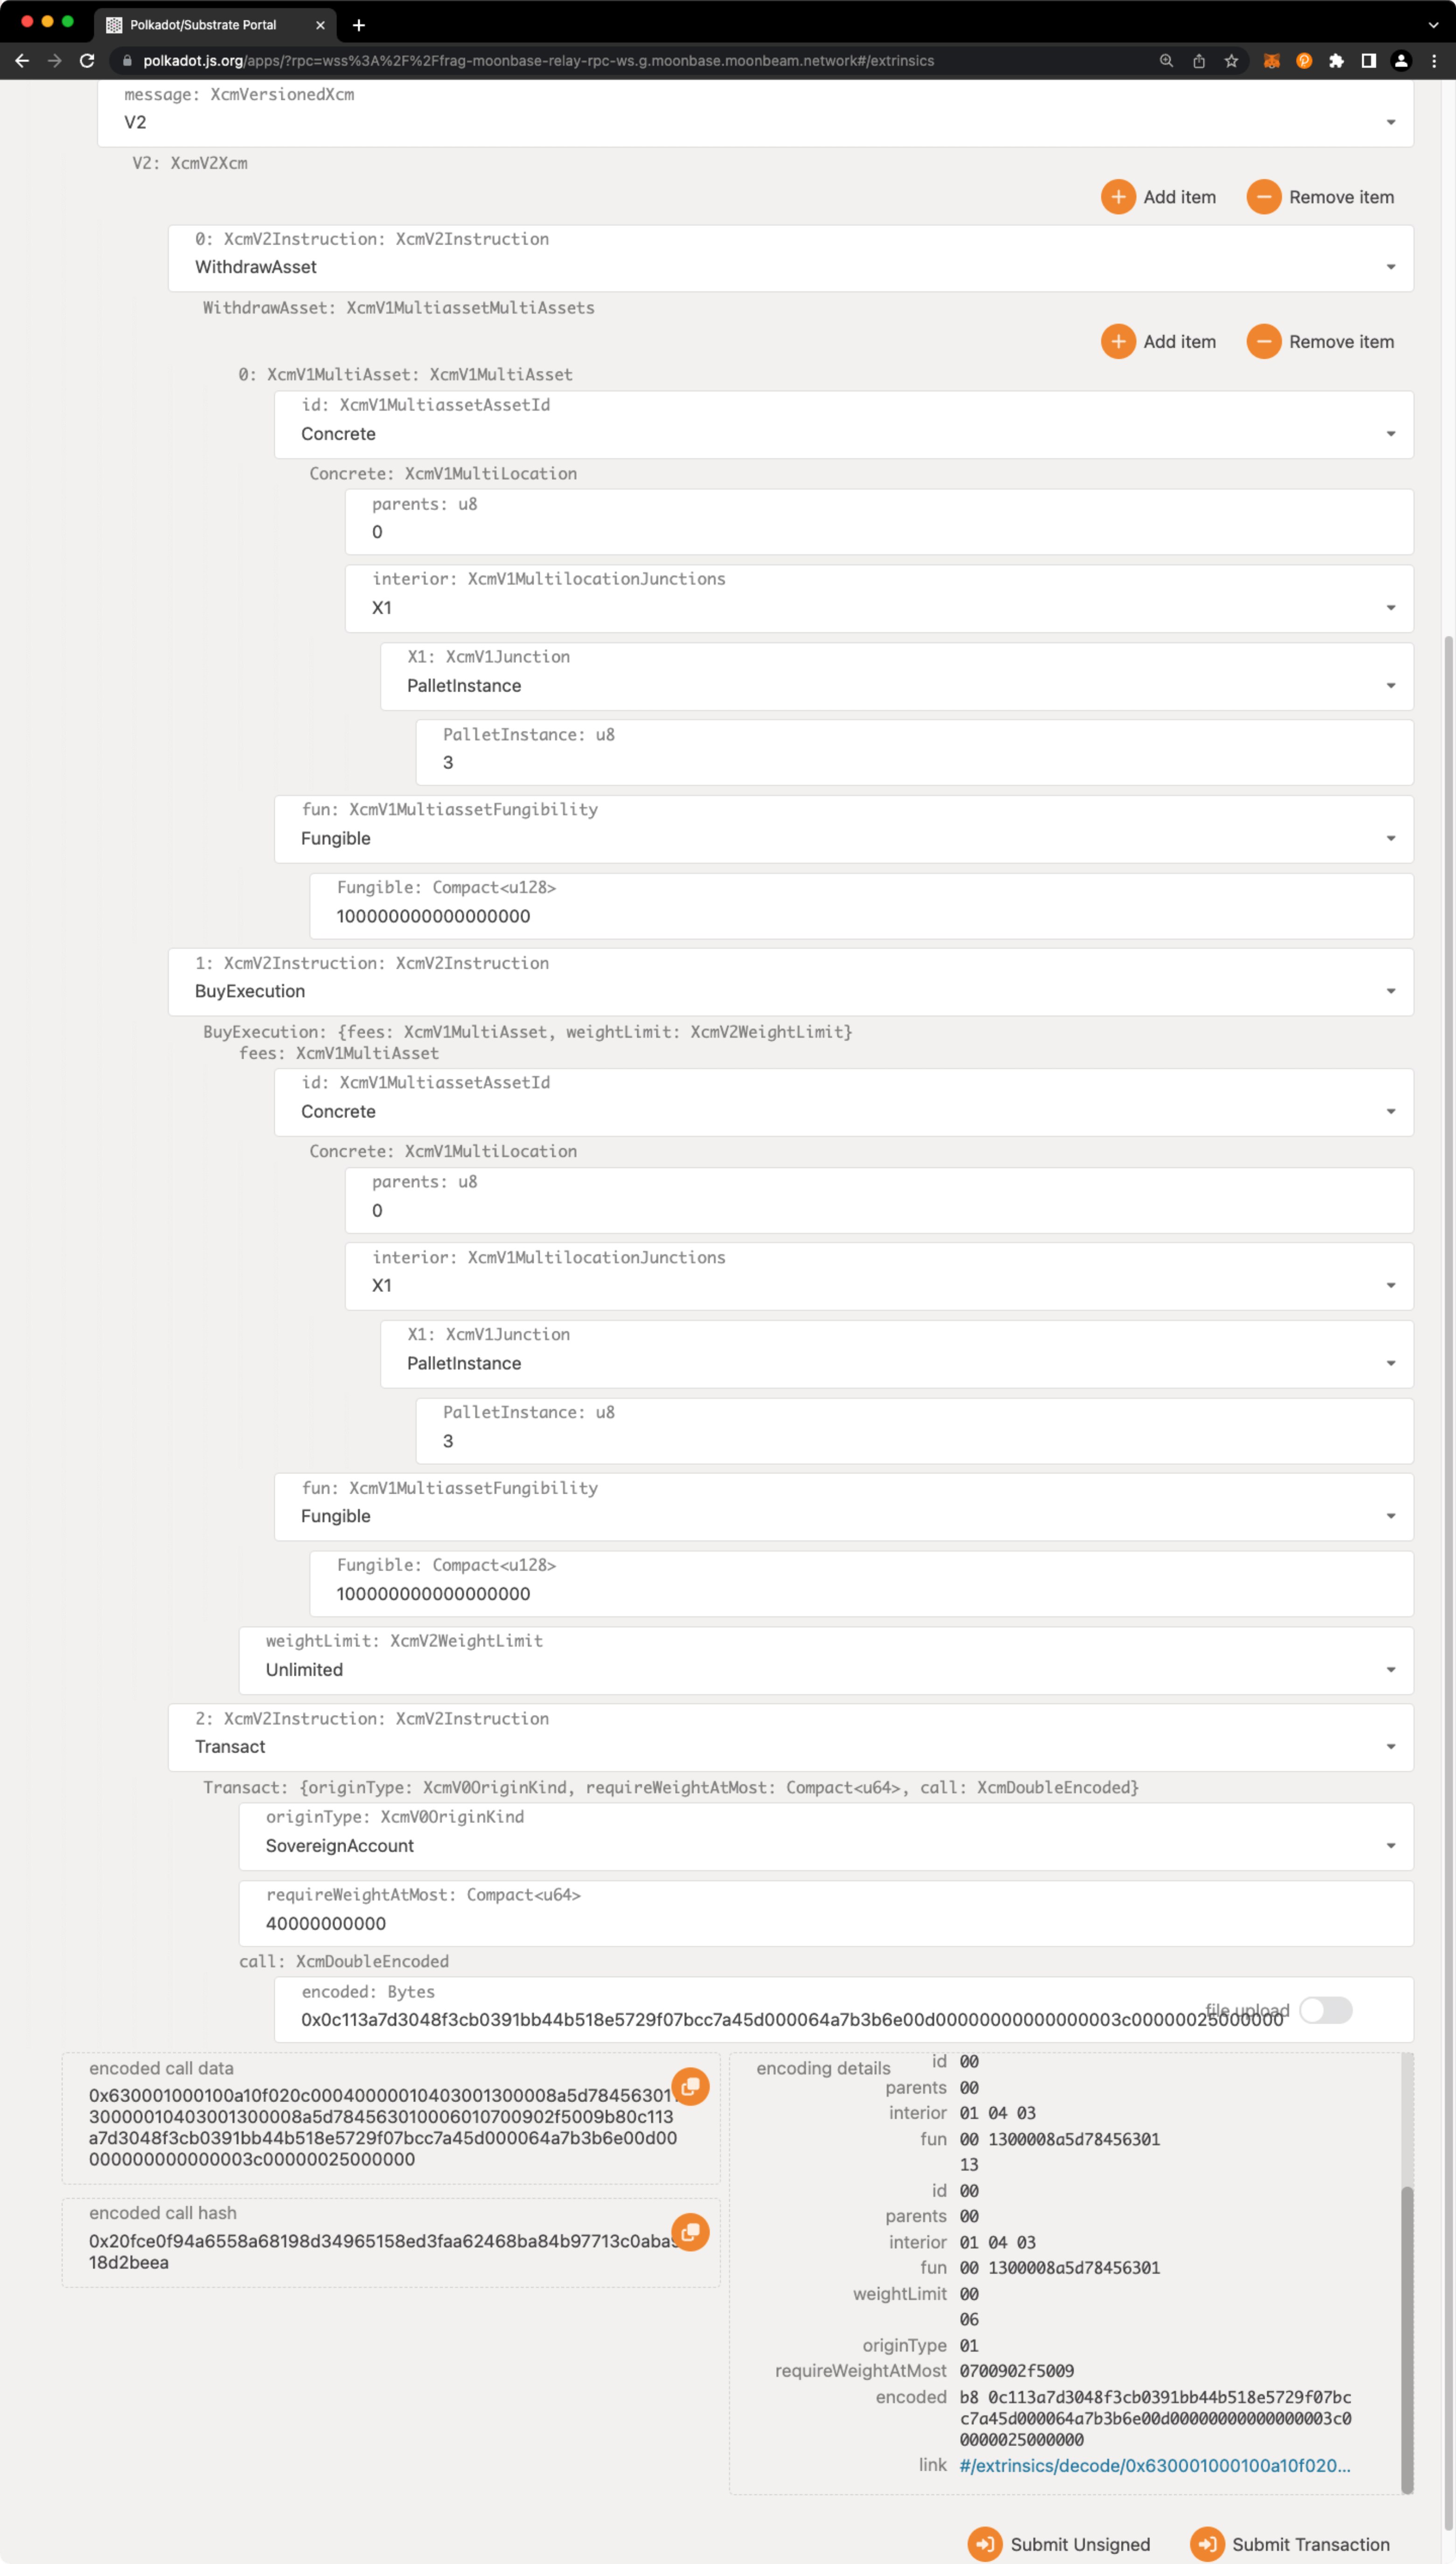 Polkadot/Substrate Portal
polkadot.js.org/apps/?rpc=wss%3A%2F%2Ffrag-moonbase-relay-rpc-ws.g.moonbase.moonbeam.network#/extrinsics
message: XcmVersionedXcm
V2
V2: XcmV2Xcm
Add item Remove item
0: XcmV2Instruction: XcmV2Instruction
WithdrawAsset
WithdrawAsset: XcmV1MultiassetMultiAssets
Add item Remove item
0: XcmV1MultiAsset: XcmV1MultiAsset
id: XcmV1MultiassetAssetId
Concrete
Concrete: XcmV1MultiLocation
parents: u8
0
interior: XcmV1MultilocationJunctions
X1
X1: XcmV1Junction
PalletInstance
PalletInstance: u8
3
fun: XcmV1MultiassetFungibility
Fungible
Fungible: Compact<u128>
100000000000000000
1: XcmV2Instruction: XcmV2Instruction
BuyExecution
BuyExecution: {fees: XcmV1MultiAsset, weightLimit: XcmV2WeightLimit}
fees: XcmV1MultiAsset
id: XcmV1MultiassetAssetId
Concrete
Concrete: XcmV1MultiLocation
parents: u8
0
interior: XcmV1MultilocationJunctions
X1
X1: XcmV1Junction
PalletInstance
PalletInstance: u8
3
fun: XcmV1MultiassetFungibility
Fungible
Fungible: Compact<u128>
100000000000000000
weightLimit: XcmV2WeightLimit
Unlimited
2: XcmV2Instruction: XcmV2Instruction
Transact
Transact: {originType: XcmV0OriginKind, requireWeightAtMost: Compact<u64>, call: XcmDoubleEncoded}
originType: XcmV0OriginKind
SovereignAccount
requireWeightAtMost: Compact<u64>
40000000000
call: XcmDoubleEncoded
encoded: Bytes
0x0c113a7d3048f3cb0391bb44b518e5729f07bcc7a45d000064a7b3b6e00d00000000000000003c00000025000000
file upload
encoded call data
0x630001000100a10f020c00040000010403001300008a5d78456301
30000010403001300008a5d784563010006010700902f5009b80c113
a7d3048f3cb0391bb44b518e5729f07bcc7a45d000064a7b3b6e00d00
000000000000003c00000025000000
encoded call hash
0x20fce0f94a6558a68198d34965158ed3faa62468ba84b97713c0aba
18d2beea
encoding details
id 00
parents 00
interior 01 04 03
fun 00 1300008a5d78456301
13
id 00
parents 00
interior 01 04 03
fun 00 1300008a5d78456301
weightLimit 00
06
originType 01
requireWeightAtMost 0700902f5009
encoded b8 0c113a7d3048f3cb0391bb44b518e5729f07bc
c7a45d000064a7b3b6e00d00000000000000003c0
0000025000000
link #/extrinsics/decode/0x630001000100a10f020...
Submit Unsigned Submit Transaction